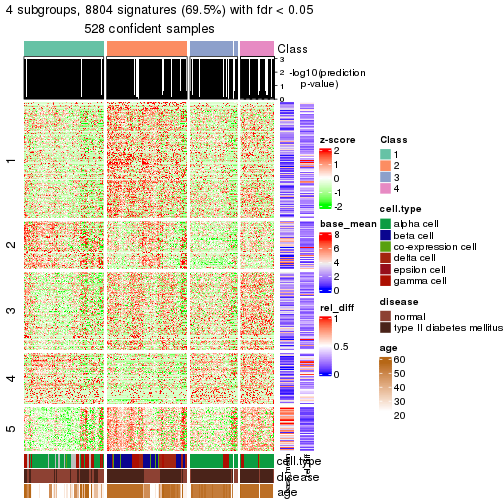 4 subgroups, 8804 signatures (69.5%) with fdr < 0.05
528 confident samples
Class
3
2
1
0
-log10(prediction
p-value)
1
2
3
4
5
z-score
2
1
0
-1
-2
base_mean
8
6
4
2
0
rel_diff
1
0.5
0
Class
1
2
3
4
cell.type
alpha cell
beta cell
co-expression cell
delta cell
epsilon cell
gamma cell
disease
normal
type II diabetes mellitus
age
60
50
40
30
20
cell.type
disease
age